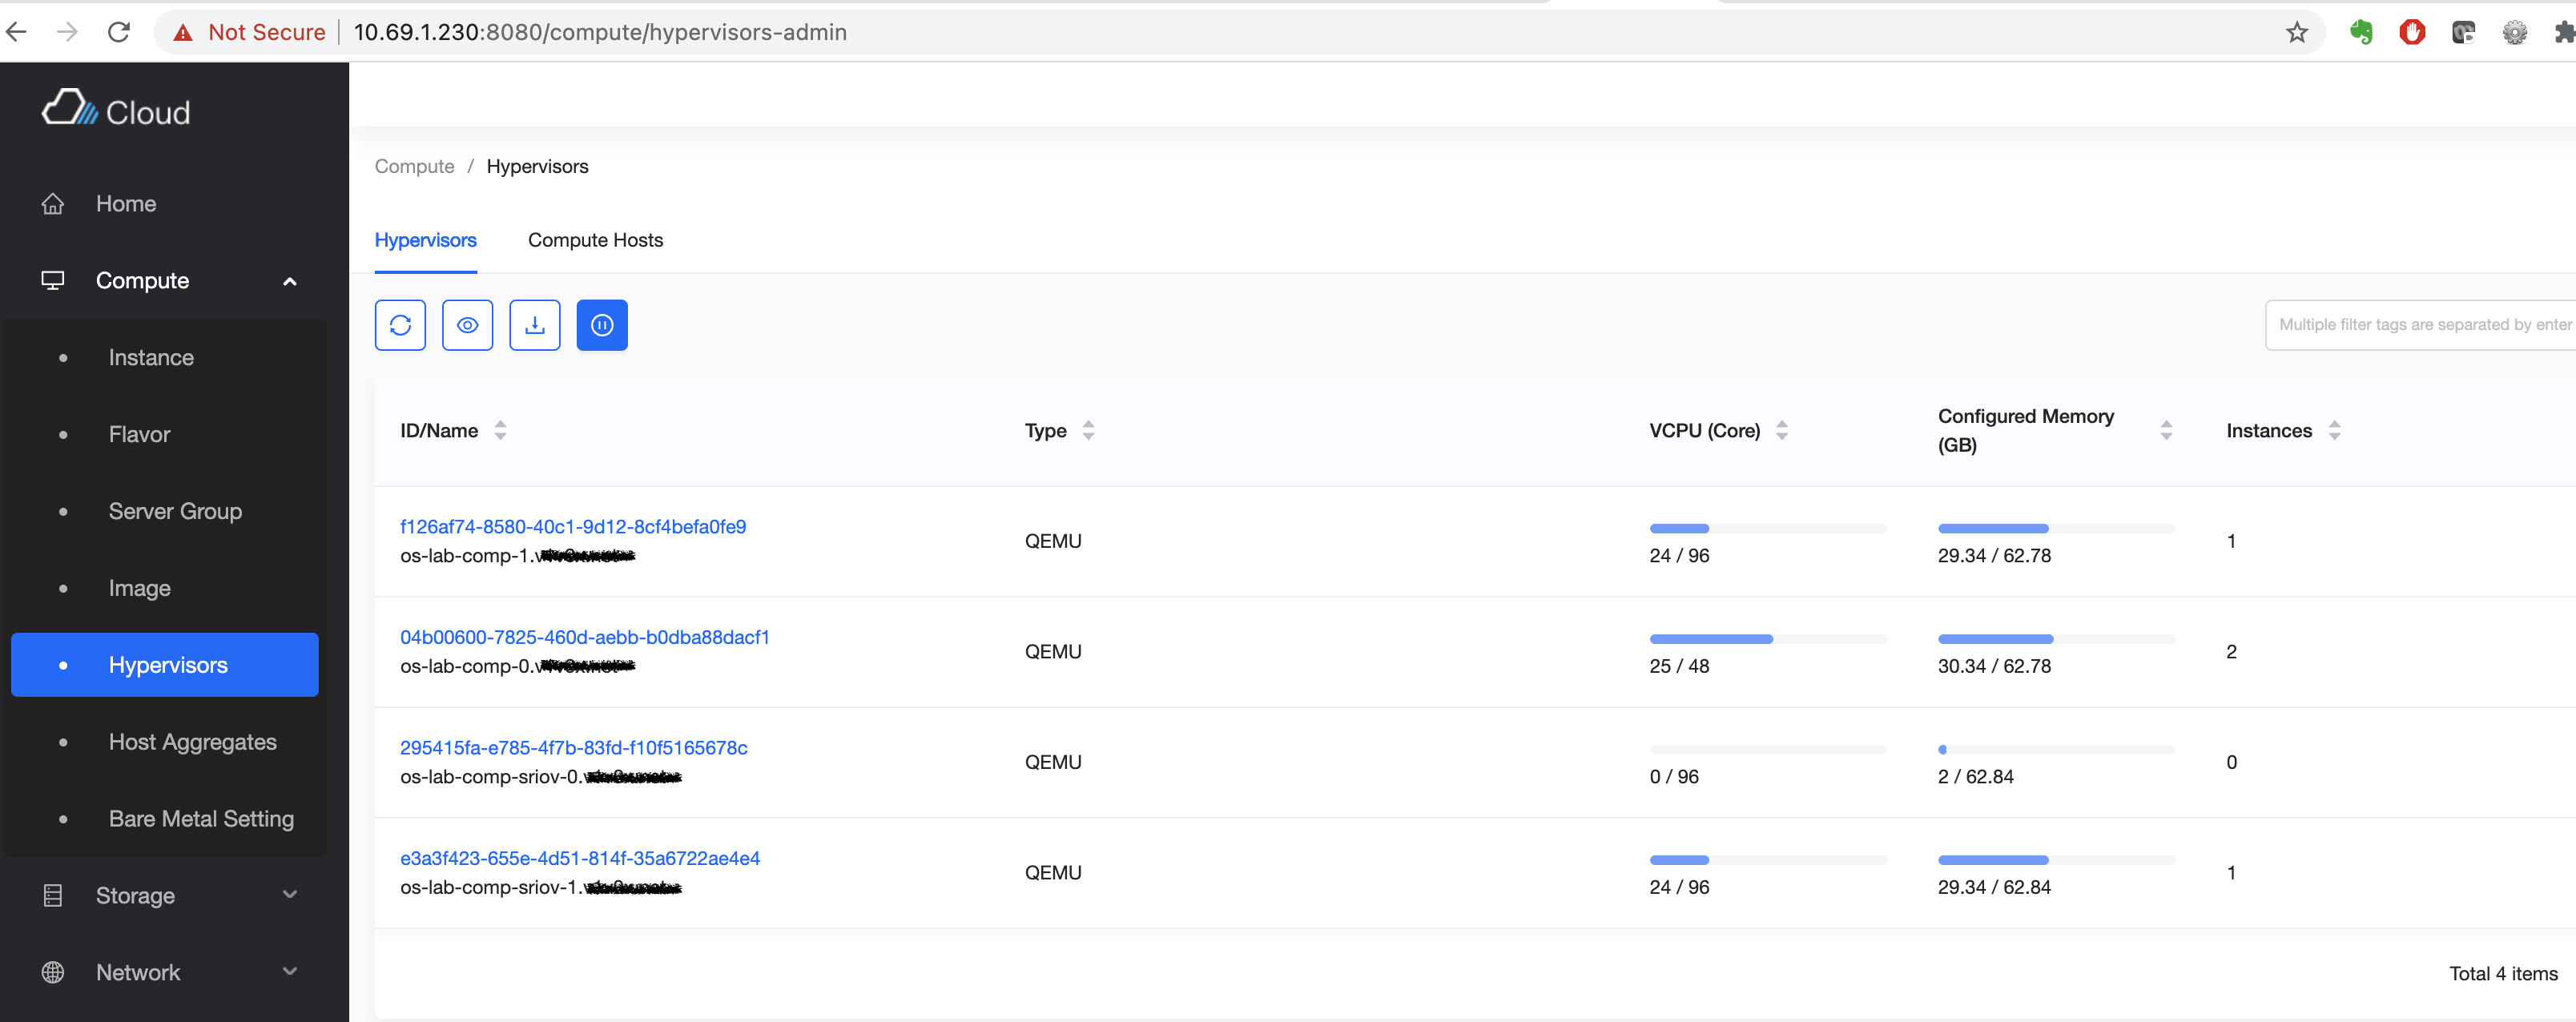 Not Secure | 10.69.1.230:8080/compute/hypervisors-admin
Cloud
Home
Compute
Instance
Flavor
Server Group
Image
Hypervisors
Host Aggregates
Bare Metal Setting
Storage
Network
Compute / Hypervisors
Hypervisors Compute Hosts
Multiple filter tags are separated by enter
ID/Name Type VCPU (Core) Configured Memory (GB) Instances
f126af74-8580-40c1-9d12-8cf4befa0fe9
os-lab-comp-1.
QEMU 24 / 96 29.34 / 62.78 1
04b00600-7825-460d-aebb-b0dba88dacf1
os-lab-comp-0.
QEMU 25 / 48 30.34 / 62.78 2
295415fa-e785-4f7b-83fd-f10f5165678c
os-lab-comp-sriov-0.
QEMU 0 / 96 2 / 62.84 0
e3a3f423-655e-4d51-814f-35a6722ae4e4
os-lab-comp-sriov-1.
QEMU 24 / 96 29.34 / 62.84 1
Total 4 items